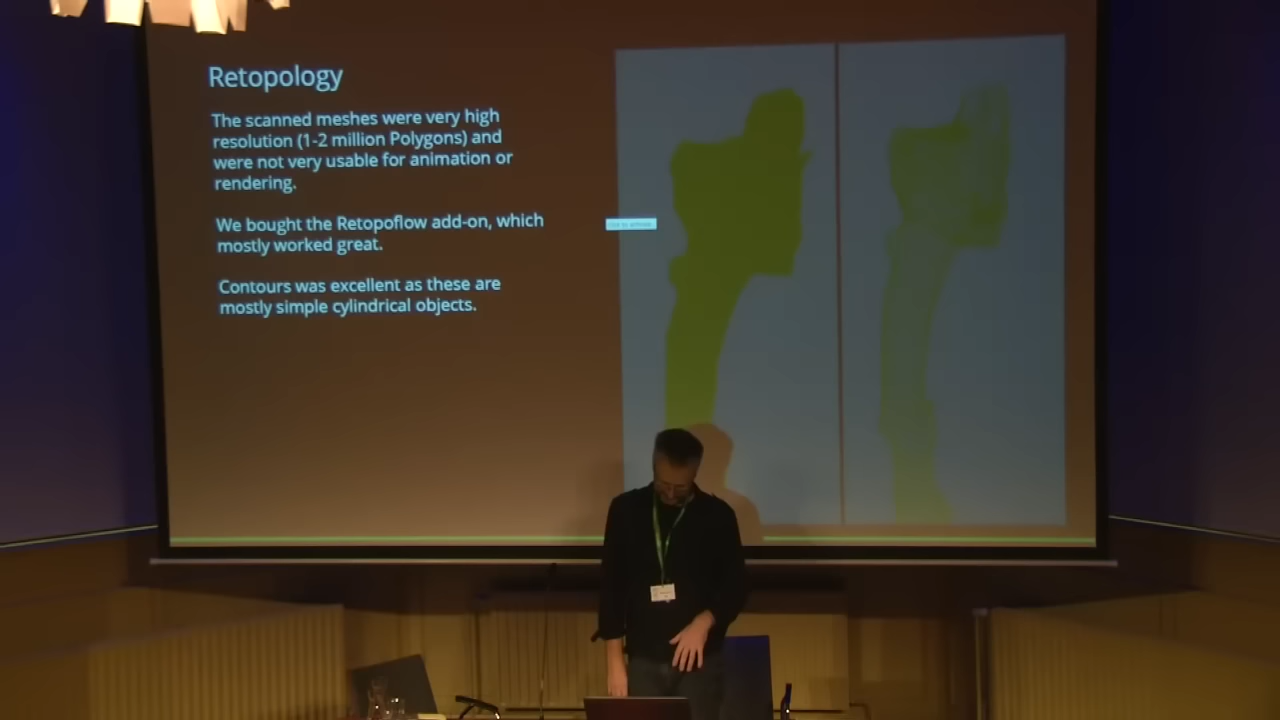 Retopology
The scanned meshes were very high
resolution (1-2 million Polygons) and
were not very usable for animation or
rendering.
We bought the Retopoflow add-on, which
mostly worked great.
Contours was excellent as these are
mostly simple cylindrical objects.